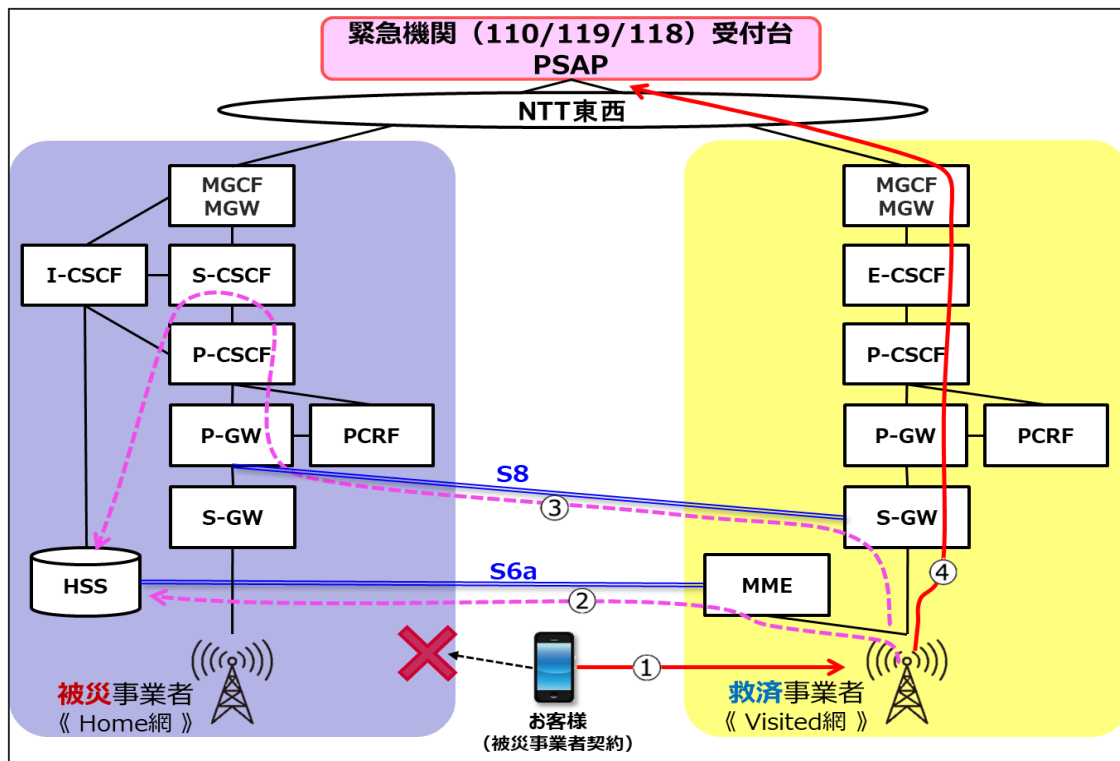 緊急機関（110/119/118）受付台
PSAP
NTT東西
MGCF
MGW
I-CSCF
S-CSCF
P-CSCF
P-GW
PCRF
S-GW
HSS
被災事業者
《 Home網 》
S8
③
S6a
②
①
お客様
（被災事業者契約）
MGCF
MGW
E-CSCF
P-CSCF
P-GW
PCRF
S-GW
MME
④
救済事業者
《 Visited網 》